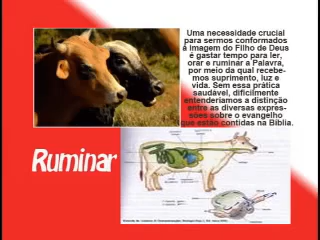 Uma necessidade crucial
para sermos conformados
à imagem do Filho de Deus
é gastar tempo para ler,
orar e ruminar a Palavra,
por meio da qual recebe-
mos suprimento, luz e
vida. Sem essa prática
saudável, dificilmente
entenderíamos a distinção
entre as diversas expres-
sões sobre o evangelho
que estão contidas na Bíblia.
Ruminar